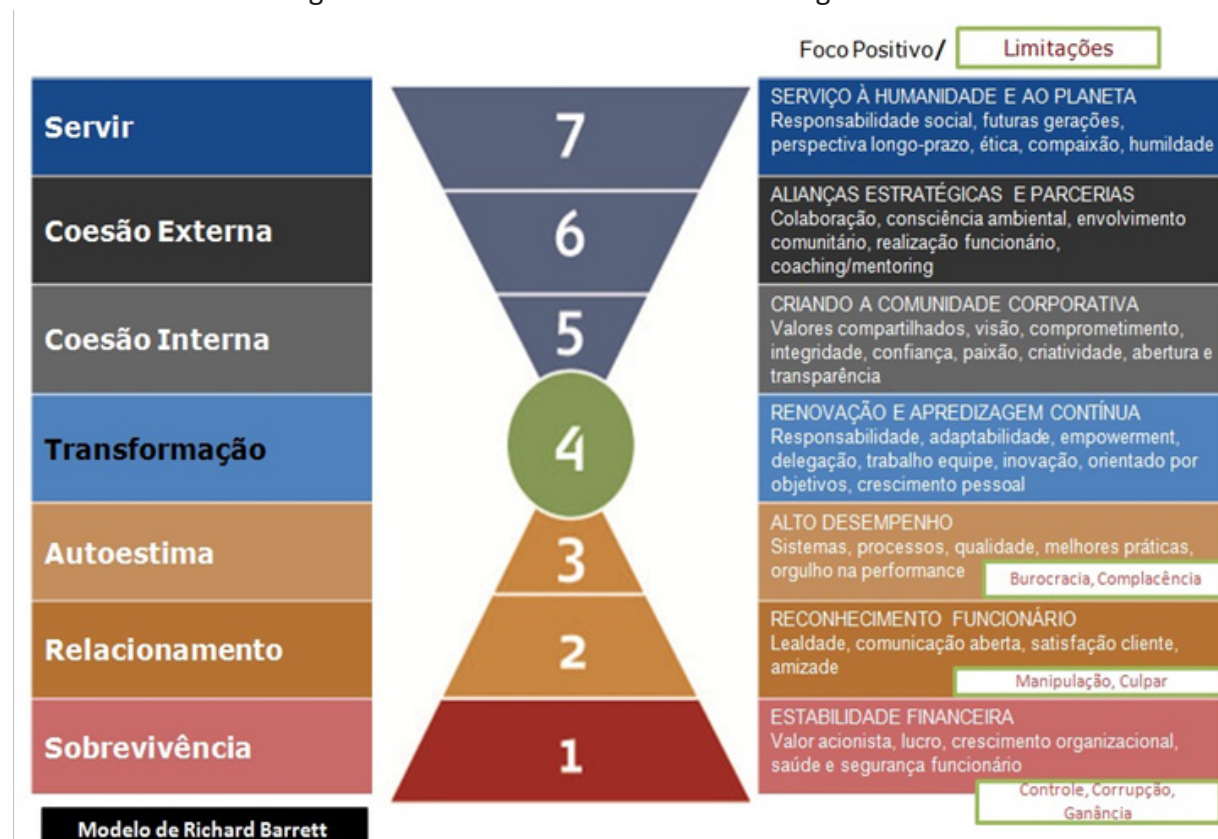 Foco Positivo/ Limitações
Servir
7
SERVIÇO À HUMANIDADE E AO PLANETA
Responsabilidade social, futuras gerações,
perspectiva longo-prazo, ética, compaixão, humildade
Coesão Externa
6
ALIANÇAS ESTRATÉGICAS E PARCERIAS
Colaboração, consciência ambiental, envolvimento
comunitário, realização funcionário,
coaching/mentoring
Coesão Interna
5
CRIANDO A COMUNIDADE CORPORATIVA
Valores compartilhados, visão, comprometimento,
integridade, confiança, paixão, criatividade, abertura e
transparência
Transformação
4
RENOVAÇÃO E APREDIZAGEM CONTÍNUA
Responsabilidade, adaptabilidade, empowerment,
delegação, trabalho equipe, inovação, orientado por
objetivos, crescimento pessoal
Autoestima
3
ALTO DESEMPENHO
Sistemas, processos, qualidade, melhores práticas,
orgulho na performance
Burocracia, Complacência
Relacionamento
2
RECONHECIMENTO FUNCIONÁRIO
Lealdade, comunicação aberta, satisfação cliente,
amizade
Manipulação, Culpar
Sobrevivência
1
ESTABILIDADE FINANCEIRA
Valor acionista, lucro, crescimento organizacional,
saúde e segurança funcionário
Controle, Corrupção,
Ganância
Modelo de Richard Barrett